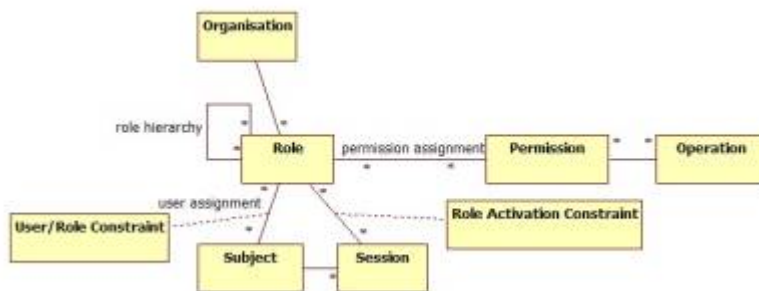 Organisation
role hierarchy
Role
permission assignment
Permission
Operation
user assignment
User/Role Constraint
Role Activation Constraint
Subject
Session